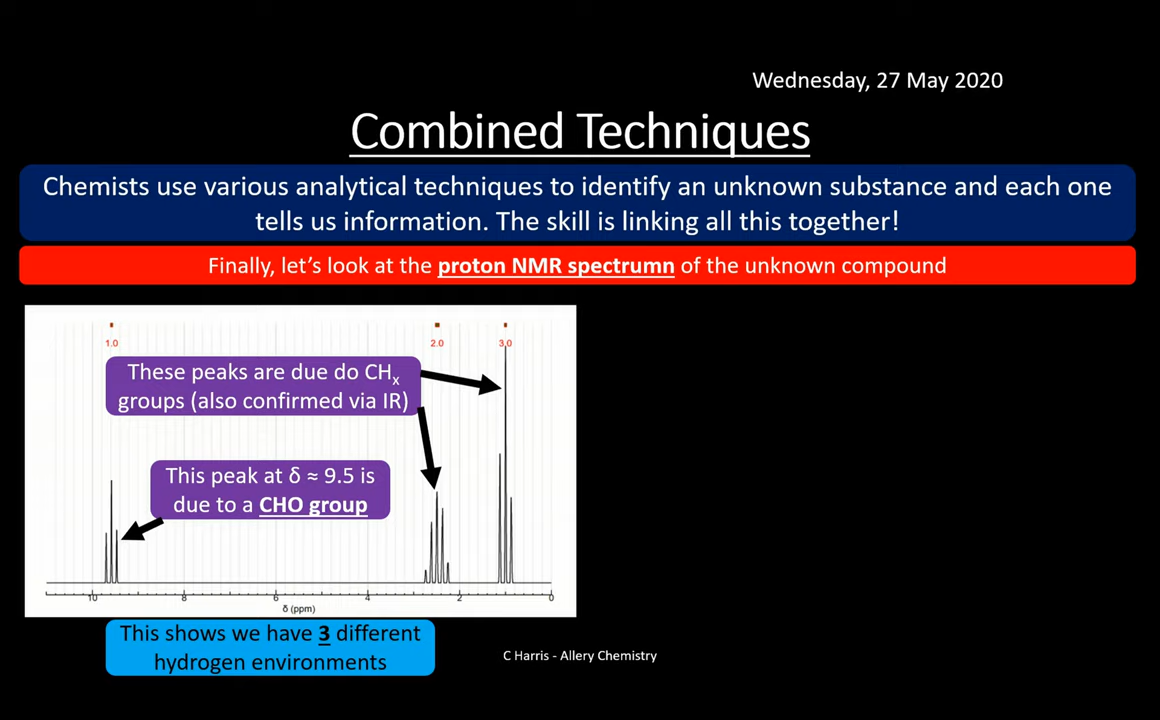 Wednesday, 27 May 2020
Combined Techniques
Chemists use various analytical techniques to identify an unknown substance and each one
tells us information. The skill is linking all this together!
Finally, let's look at the proton NMR spectrumn of the unknown compound
1.0 2.0 3.0
These peaks are due do CHx
groups (also confirmed via IR)
This peak at δ ≈ 9.5 is
due to a CHO group
10 8 6 4 2 0
δ (ppm)
This shows we have 3 different
hydrogen environments
C Harris - Allery Chemistry